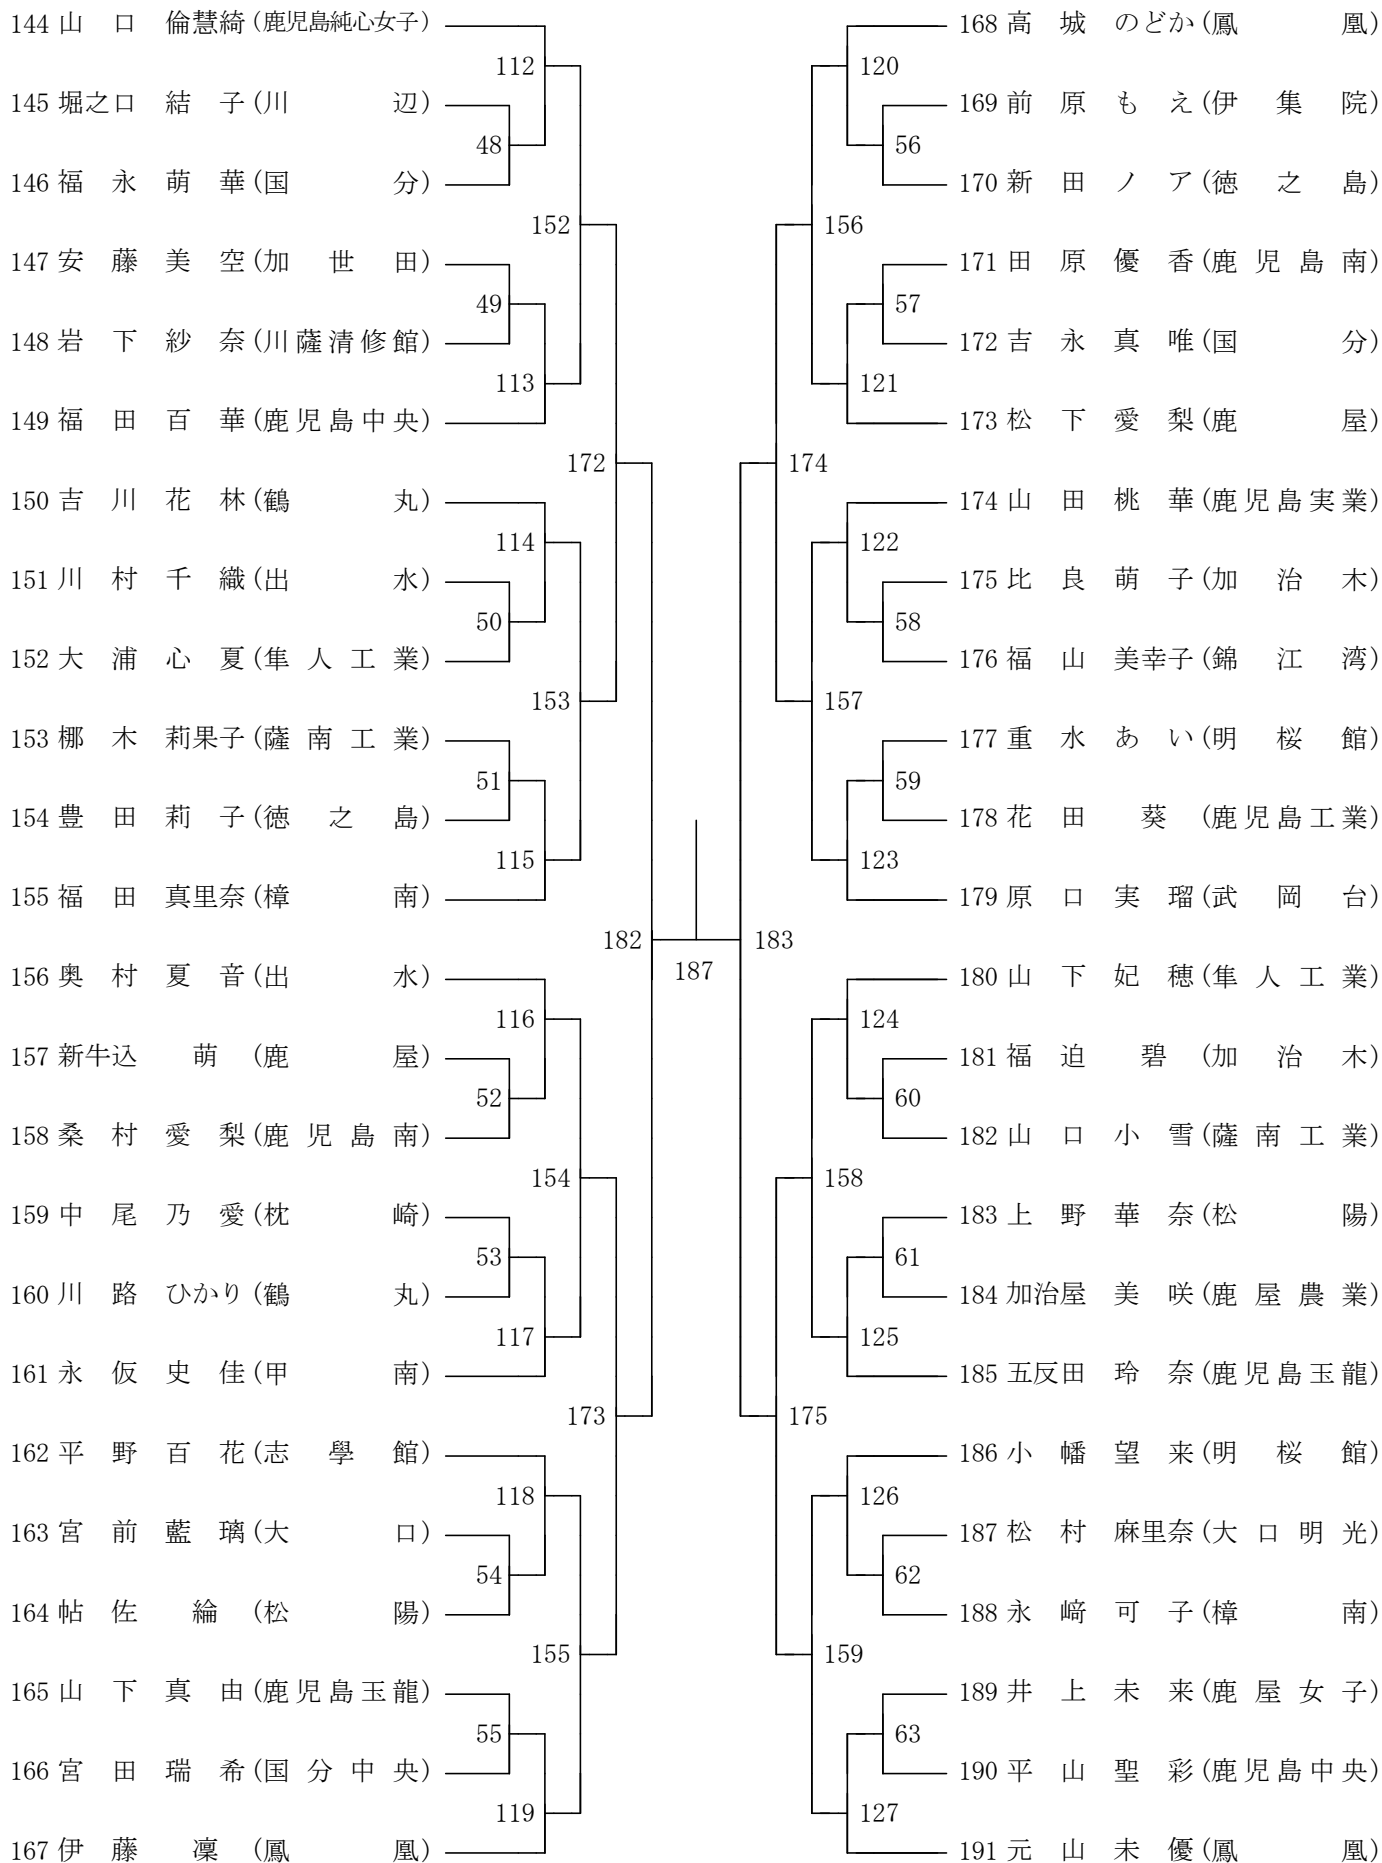 144 山口 倫慧綺 (鹿児島純心女子)
112
145 堀之口 結子 (川辺)
48
146 福永萌華 (国分)
152
147 安藤美空 (加世田)
49
148 岩下紗奈 (川薩清修館)
113
149 福田百華 (鹿児島中央)
172
150 吉川花林 (鶴丸)
114
151 川村千織 (出水)
50
152 大浦心夏 (隼人工業)
153
153 梛木 莉果子 (薩南工業)
51
154 豊田莉子 (徳之島)
115
155 福田 真里奈 (樟南)
182
156 奥村夏音 (出水)
116
157 新牛込 萌 (鹿屋)
52
158 桑村愛梨 (鹿児島南)
154
159 中尾乃愛 (枕崎)
53
160 川路 ひかり (鶴丸)
117
161 永仮史佳 (甲南)
173
162 平野百花 (志學館)
118
163 宮前藍璃 (大口)
54
164 帖佐 綸 (松陽)
155
165 山下真由 (鹿児島玉龍)
55
166 宮田瑞希 (国分中央)
119
167 伊藤 凜 (鳳凰)
187
168 高城 のどか (鳳凰)
120
169 前原もえ (伊集院)
56
170 新田ノア (徳之島)
156
171 田原優香 (鹿児島南)
57
172 吉永真唯 (国分)
121
173 松下愛梨 (鹿屋)
174
174 山田桃華 (鹿児島実業)
122
175 比良萌子 (加治木)
58
176 福山 美幸子 (錦江湾)
157
177 重水あい (明桜館)
59
178 花田 葵 (鹿児島工業)
123
179 原口実瑠 (武岡台)
183
180 山下妃穂 (隼人工業)
124
181 福迫 碧 (加治木)
60
182 山口小雪 (薩南工業)
158
183 上野華奈 (松陽)
61
184 加治屋 美咲 (鹿屋農業)
125
185 五反田 玲奈 (鹿児島玉龍)
175
186 小幡望来 (明桜館)
126
187 松村 麻里奈 (大口明光)
62
188 永﨑可子 (樟南)
159
189 井上未来 (鹿屋女子)
63
190 平山聖彩 (鹿児島中央)
127
191 元山未優 (鳳凰)